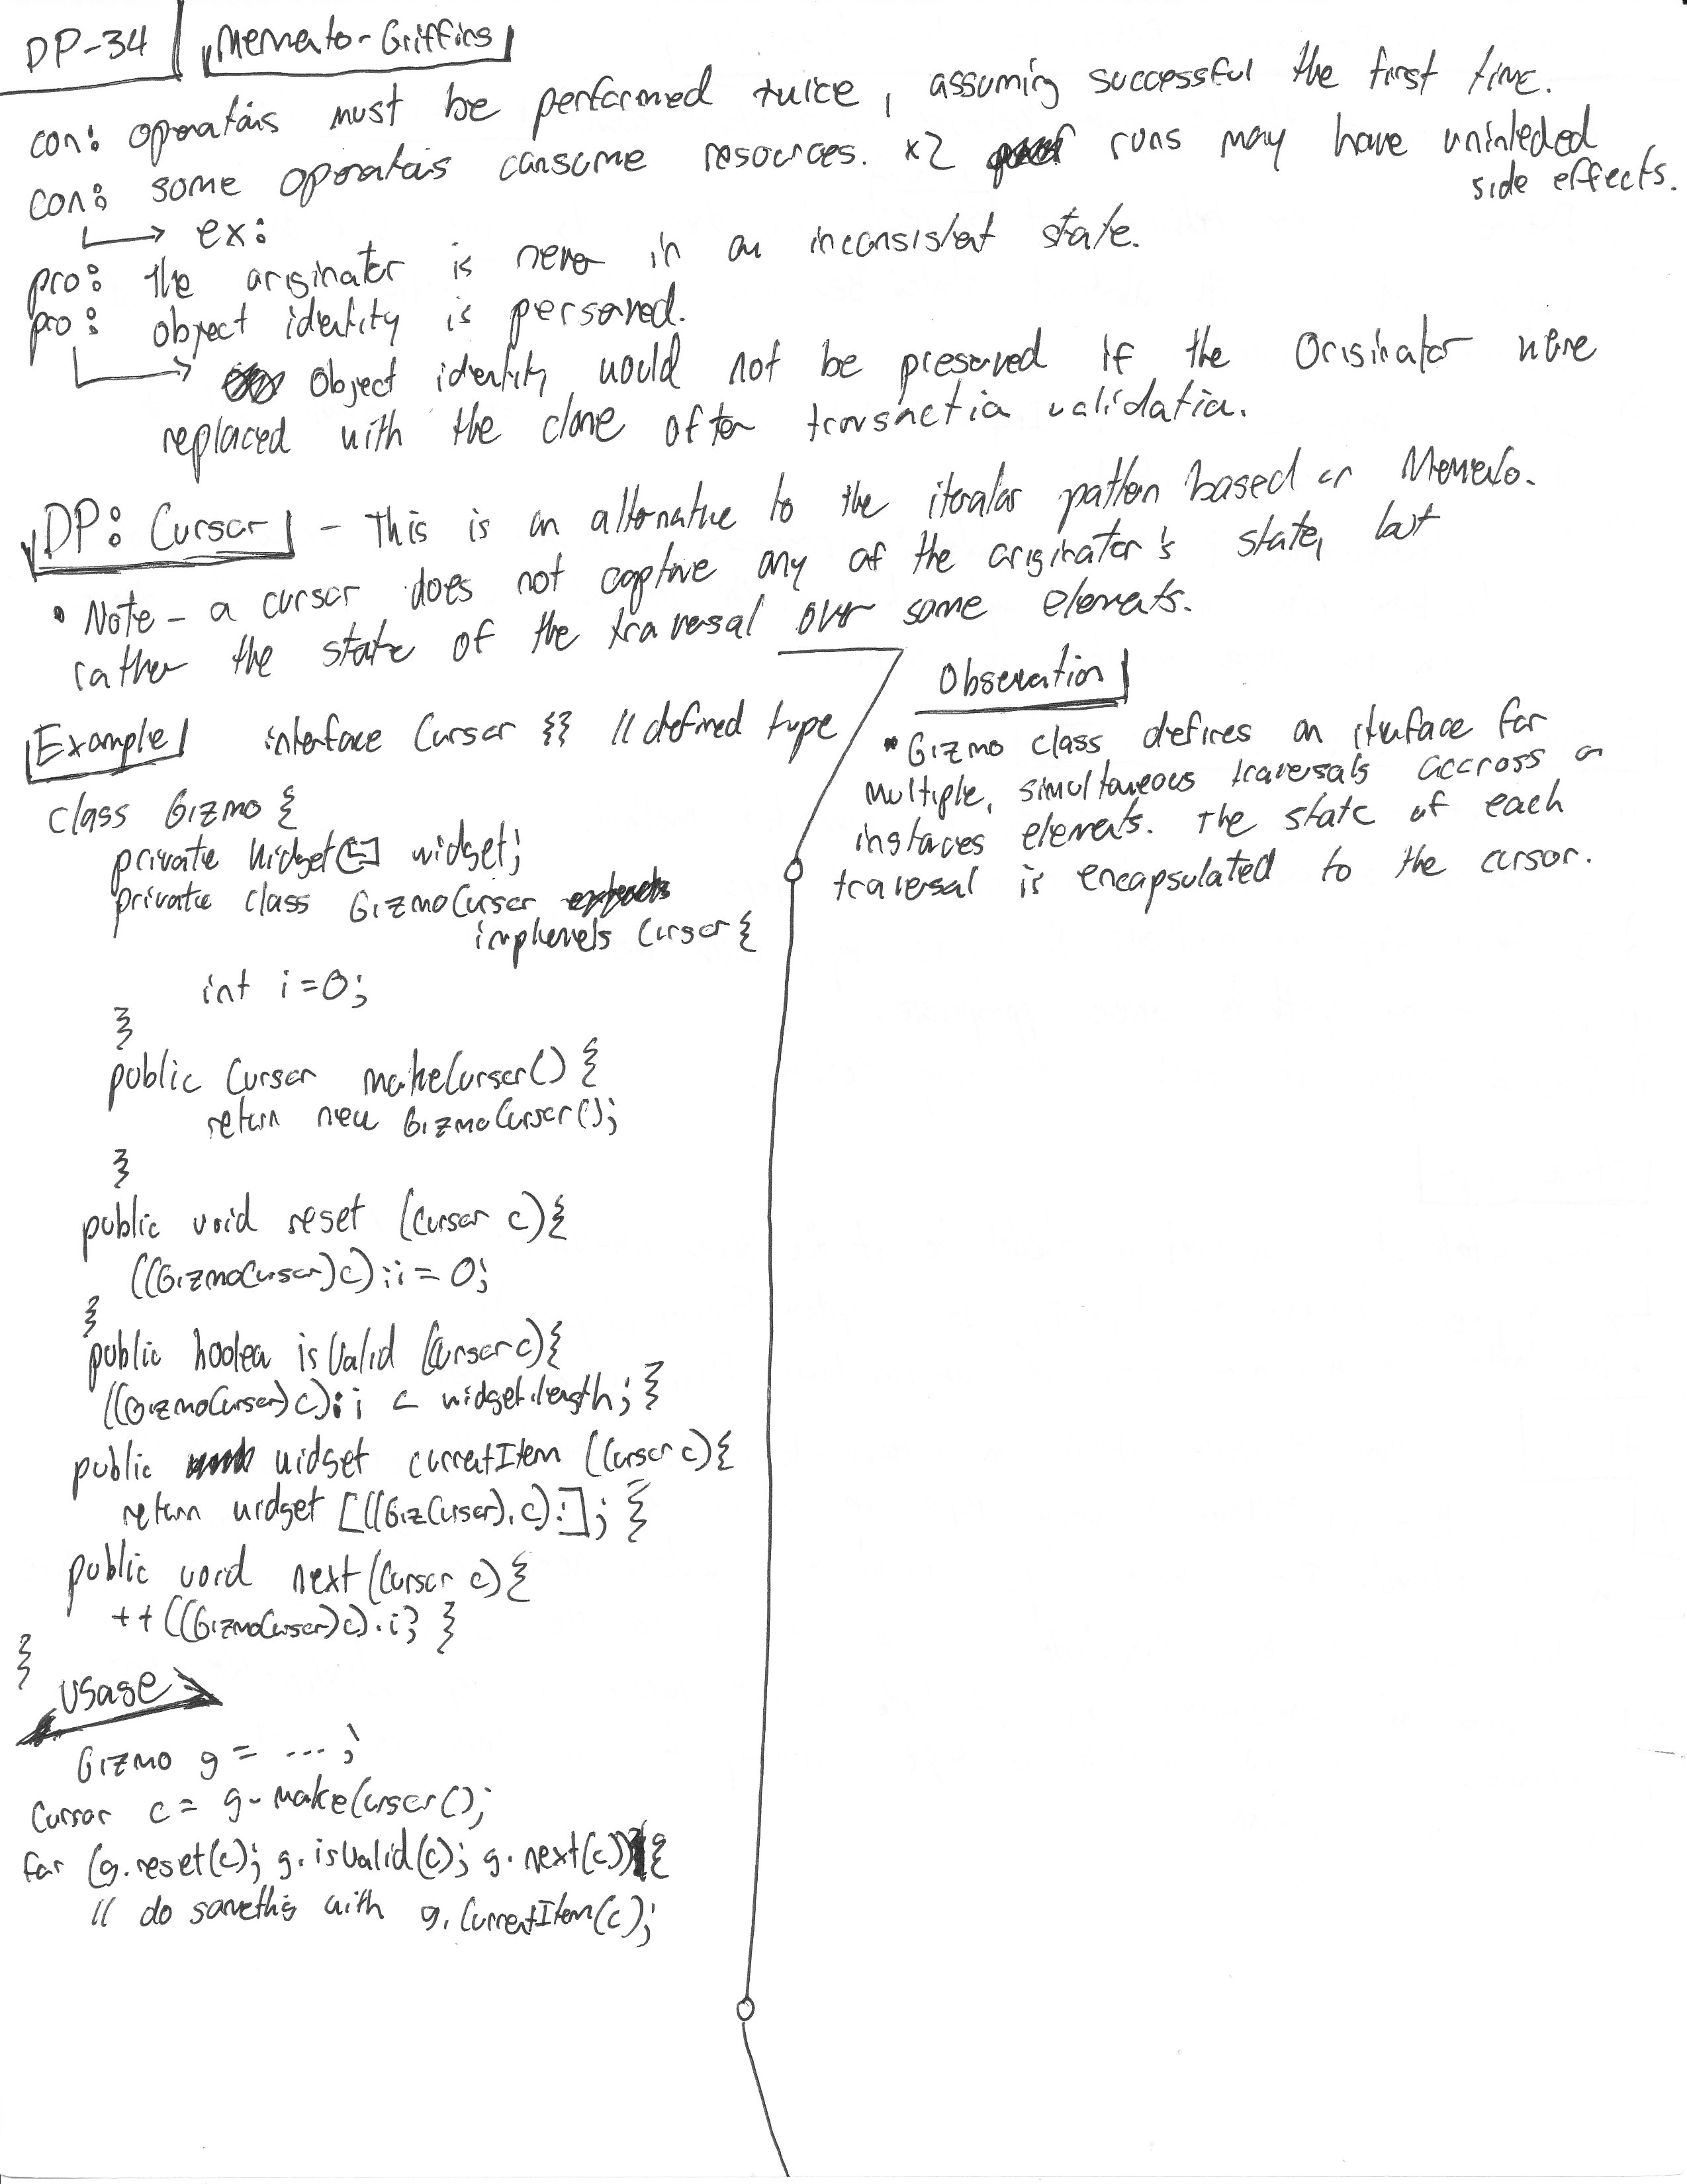 DP-34 Memento-Griffins
con: operations must be performed twice, assuming successful the first time.
con: some operations consume resources. x2 runs may have uninteded
side effects.
ex:
pro: the originator is never in an inconsistent state.
pro: object identity is perserved.
Object identity would not be preserved if the Originator were
replaced with the clone after transaction validation.
DP: Cursor - This is an alternative to the iterator pattern based on Memento.
• Note - a cursor does not capture any of the originator's state, but
rather the state of the traversal over some elements.
Example interface Cursor {} // defined type
class Gizmo {
private Widget[] widget;
private class GizmoCursor
implements Cursor {
int i=0;
}
public Cursor makeCursor() {
return new GizmoCursor();
}
public void reset (Cursor c) {
((GizmoCursor)c).i = 0;
}
public boolean isValid (Cursor c) {
((GizmoCursor)c).i < widget.length; }
public widget currentItem (Cursor c) {
return widget [((GizCursor).c).i]; }
public void next (Cursor c) {
++((GizmoCursor)c).i; }
}
Usage
Gizmo g = ...;
Cursor c = g.makeCursor();
for (g.reset(c); g.isValid(c); g.next(c)) {
// do something with g.CurrentItem(c);
Observation
• Gizmo class defines an interface for
multiple, simultaneous traversals accross an
instances elements. The state of each
traversal is encapsulated to the cursor.